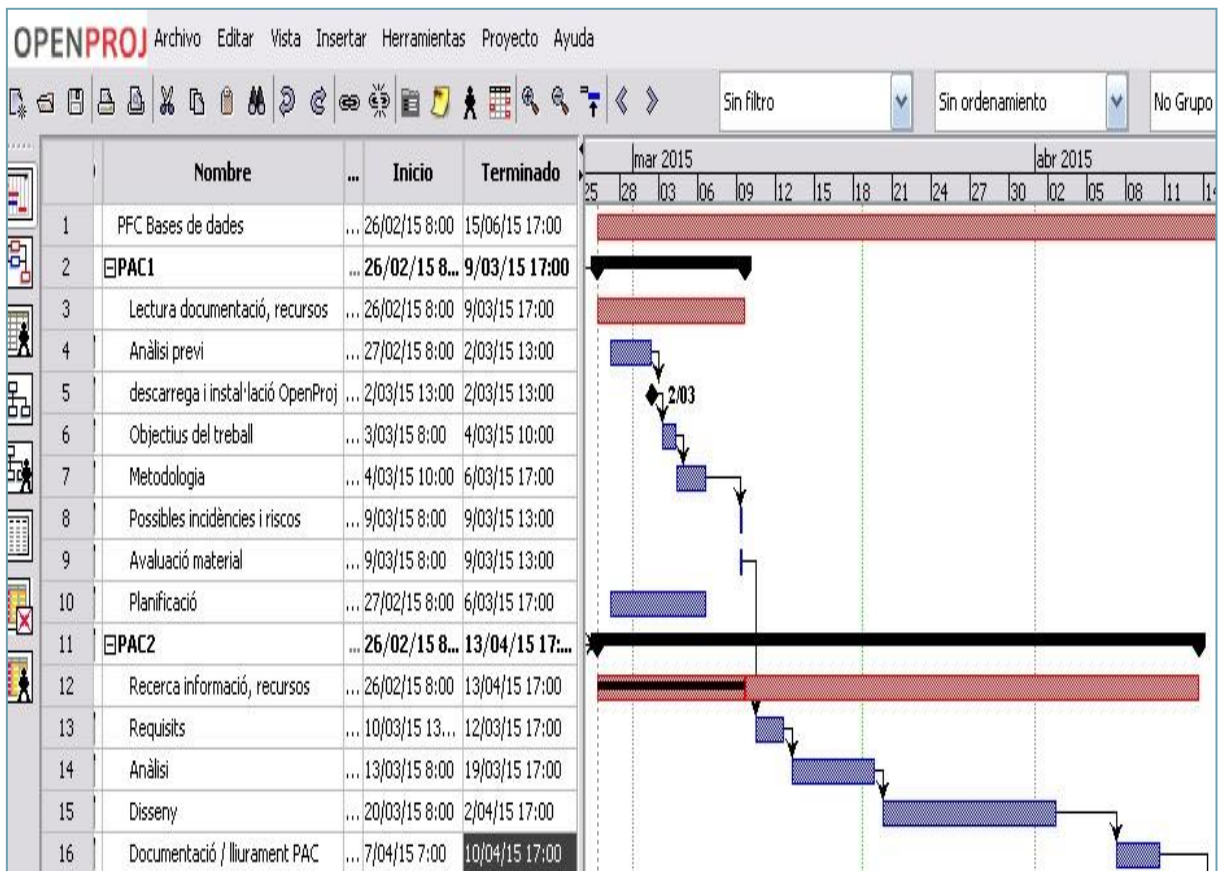 OPENPROJ Archivo Editar Vista Insertar Herramientas Proyecto Ayuda
Sin filtro Sin ordenamiento No Grupo
Nombre ... Inicio Terminado
mar 2015 abr 2015
25 28 03 06 09 12 15 18 21 24 27 30 02 05 08 11 14
1 PFC Bases de dades ... 26/02/15 8:00 15/06/15 17:00
2 PAC1 ... 26/02/15 8... 9/03/15 17:00
3 Lectura documentació, recursos ... 26/02/15 8:00 9/03/15 17:00
4 Anàlisi previ ... 27/02/15 8:00 2/03/15 13:00
5 descarrega i instal·lació OpenProj ... 2/03/15 13:00 2/03/15 13:00 2/03
6 Objectius del treball ... 3/03/15 8:00 4/03/15 10:00
7 Metodologia ... 4/03/15 10:00 6/03/15 17:00
8 Possibles incidències i riscos ... 9/03/15 8:00 9/03/15 13:00
9 Avaluació material ... 9/03/15 8:00 9/03/15 13:00
10 Planificació ... 27/02/15 8:00 6/03/15 17:00
11 PAC2 ... 26/02/15 8... 13/04/15 17:...
12 Recerca informació, recursos ... 26/02/15 8:00 13/04/15 17:00
13 Requisits ... 10/03/15 13... 12/03/15 17:00
14 Anàlisi ... 13/03/15 8:00 19/03/15 17:00
15 Disseny ... 20/03/15 8:00 2/04/15 17:00
16 Documentació / lliurament PAC ... 7/04/15 7:00 10/04/15 17:00